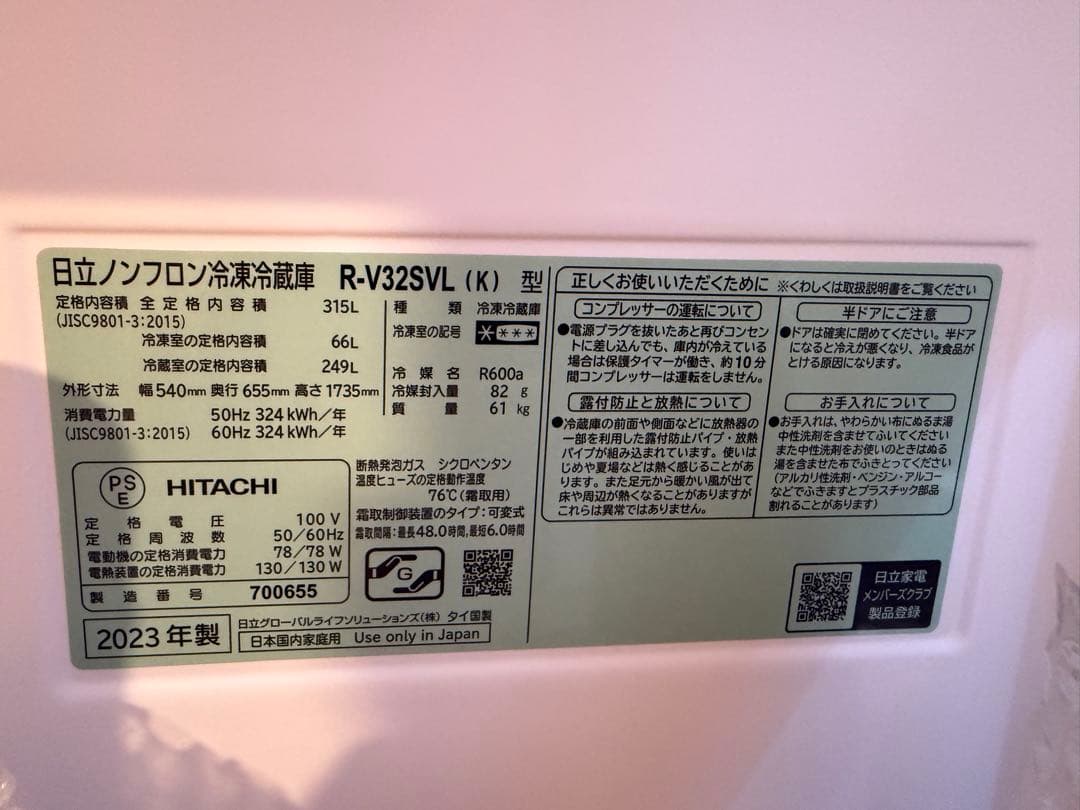 日立ノンフロン冷凍冷蔵庫 R-V32SVL (K) 型
定格内容積 全定格内容積 315L
(JISC9801-3:2015)
冷凍室の定格内容積 66L
冷蔵室の定格内容積 249L
外形寸法 幅540mm 奥行655mm 高さ1735mm
消費電力量 50Hz 324kWh/年
(JISC9801-3:2015) 60Hz 324kWh/年
種類 冷凍冷蔵庫
冷凍室の記号 ****
冷媒名 R600a
冷媒封入量 82 g
質量 61 kg
PSE HITACHI
定格電圧 100V
定格周波数 50/60Hz
電動機の定格消費電力 78/78W
電熱装置の定格消費電力 130/130W
製造番号 700655
断熱発泡ガス シクロペンタン
温度ヒューズの定格動作温度
76℃(霜取用)
霜取制御装置のタイプ:可変式
霜取間隔:最長48.0時間,最短6.0時間
G
2023年製
日立グローバルライフソリューションズ(株) タイ国製
日本国内家庭用 Use only in Japan
正しくお使いいただくために ※くわしくは取扱説明書をご覧ください
コンプレッサーの運転について
●電源プラグを抜いたあと再びコンセン
トに差し込んでも、庫内が冷えている
場合は保護タイマーが働き、約10分
間コンプレッサーは運転をしません。
露付防止と放熱について
●冷蔵庫の前面や側面などに放熱器の
一部を利用した露付防止パイプ・放熱
パイプが組み込まれています。使いは
じめや夏場などは熱く感じることがあ
ります。また足元から暖かい風が出て
床や周辺が熱くなることがありますが
これらは異常ではありません。
半ドアにご注意
●ドアは確実に閉めてください。半ドア
になると冷えが悪くなり、冷凍食品が
とける原因になります。
お手入れについて
●お手入れは、やわらかい布にぬるま湯
中性洗剤を含ませてふいてください
また中性洗剤をお使いのときはぬる
湯を含ませた布でふきとってください
(アルカリ性洗剤・ベンジン・アルコー
などでふきますとプラスチック部品
割れることがあります)
日立家電
メンバーズクラブ
製品登録